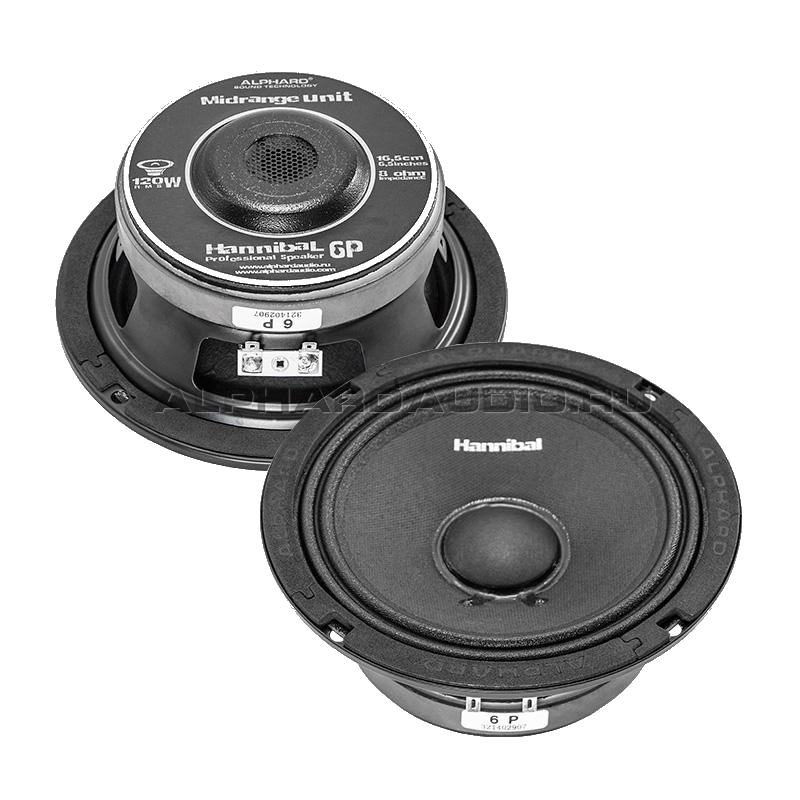 ALPHARD®
SOUND TECHNOLOGY
Midrange unit
120W
R-M-S
16,5cm
6,5inches
8 ohm
Impedance
Hannibal 6P
Professional Speaker
www.alphardaudio.ru
www.alphardaudio.com
6 P
321402907
ALPHARD
ALPHARDAUDIO.RU
Hannibal
ALPHARD
ALPHARD
ALPHARD
6 P
321402907